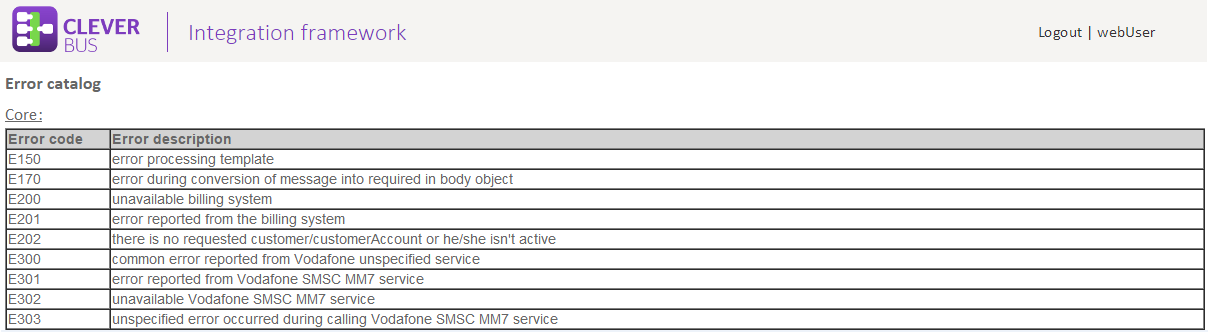 CLEVER BUS Integration framework Logout | webUser
Error catalog
Core:
Error code Error description
E150 error processing template
E170 error during conversion of message into required in body object
E200 unavailable billing system
E201 error reported from the billing system
E202 there is no requested customer/customerAccount or he/she isn't active
E300 common error reported from Vodafone unspecified service
E301 error reported from Vodafone SMSC MM7 service
E302 unavailable Vodafone SMSC MM7 service
E303 unspecified error occurred during calling Vodafone SMSC MM7 service